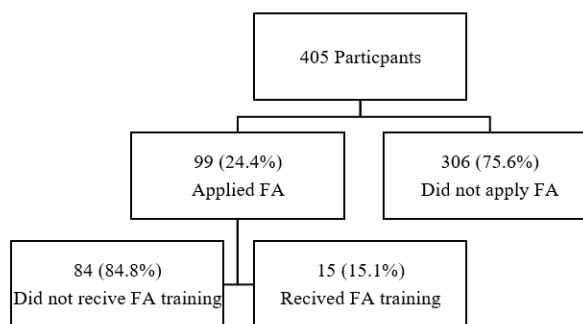 405 Particpants
99 (24.4%)
Applied FA
306 (75.6%)
Did not apply FA
84 (84.8%)
Did not recive FA training
15 (15.1%)
Recived FA training